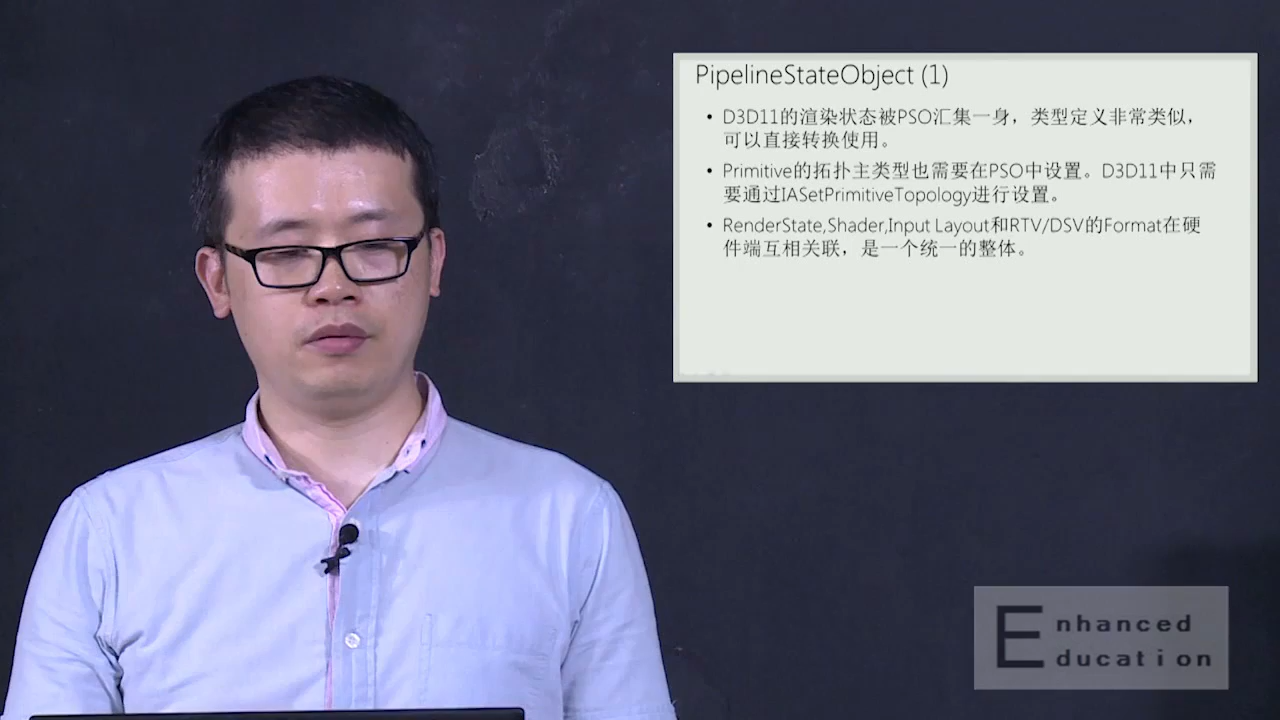 PipelineStateObject (1)
• D3D11的渲染状态被PSO汇集一身，类型定义非常类似，
可以直接转换使用。
• Primitive的拓扑主类型也需要在PSO中设置。D3D11中只需
要通过IASetPrimitiveTopology进行设置。
• RenderState,Shader,Input Layout和RTV/DSV的Format在硬
件端互相关联，是一个统一的整体。
Enhanced
Education